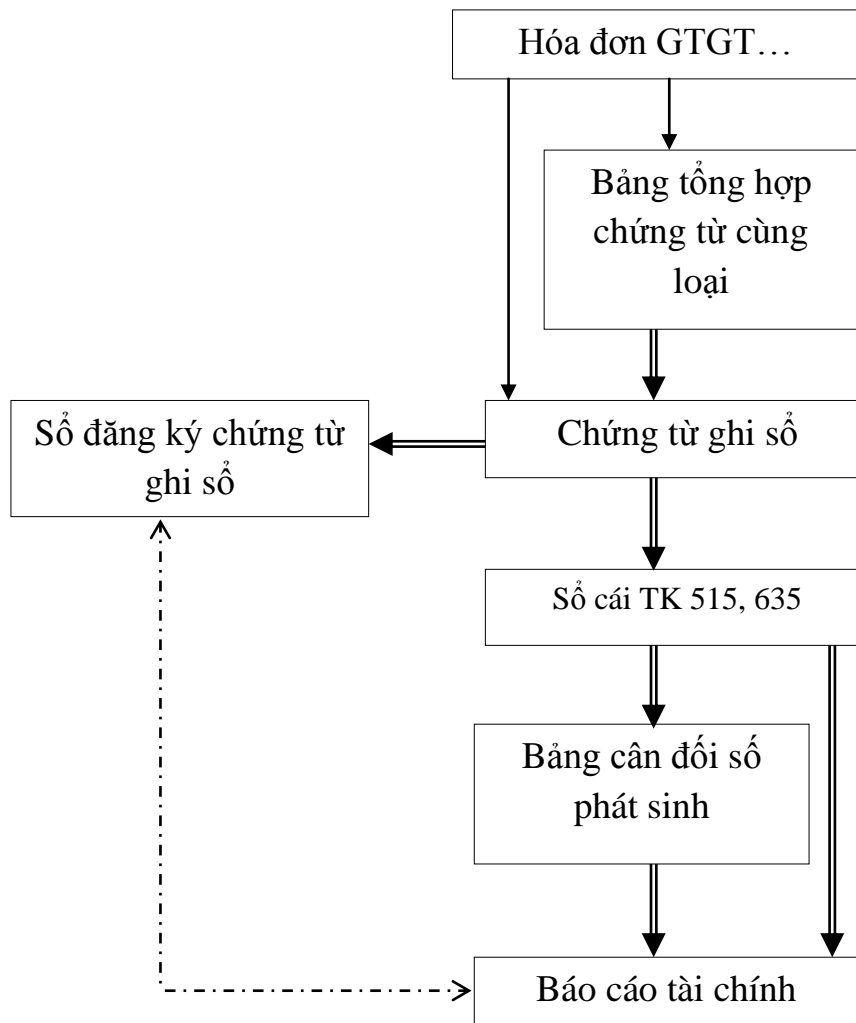 Hóa đơn GTGT…
Bảng tổng hợp
chứng từ cùng
loại
Sổ đăng ký chứng từ
ghi sổ
Chứng từ ghi sổ
Sổ cái TK 515, 635
Bảng cân đối số
phát sinh
Báo cáo tài chính